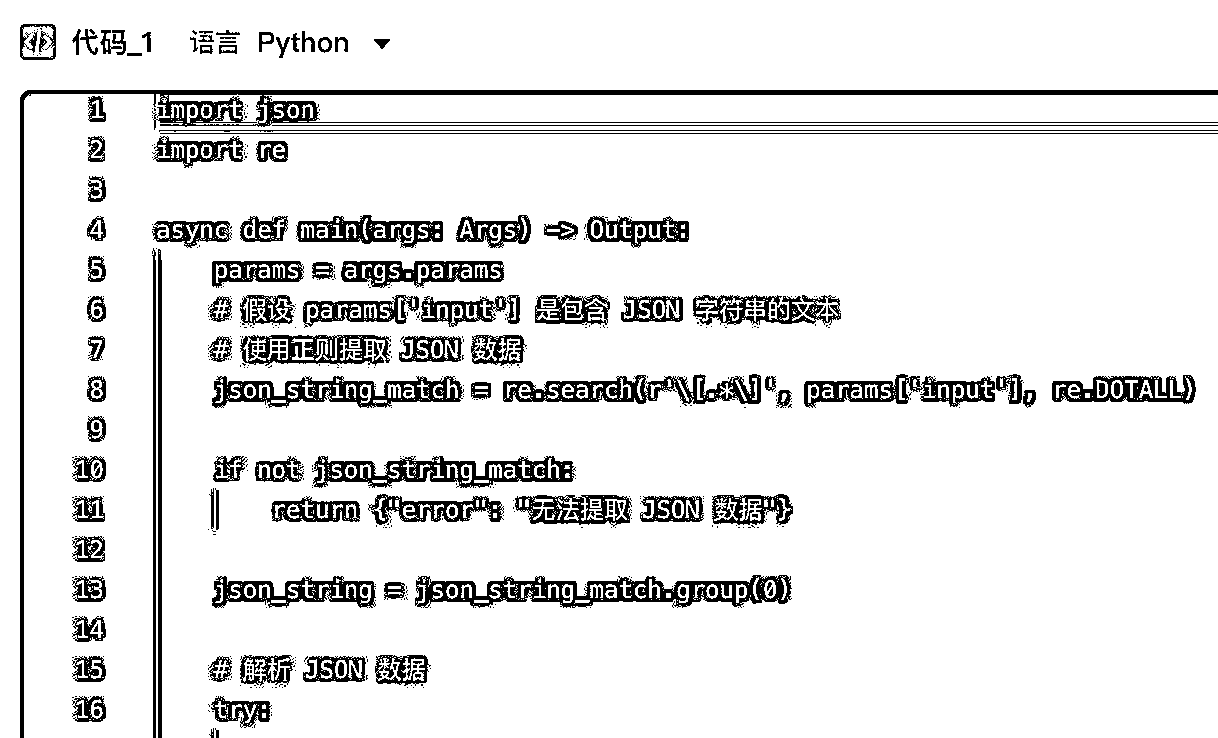 代码_1 语言 Python
1 import json
2 import re
3
4 async def main(args: Args) -> Output:
5     params = args.params
6     # 假设 params['input'] 是包含 JSON 字符串的文本
7     # 使用正则提取 JSON 数据
8     json_string_match = re.search(r'\[.*\]', params['input'], re.DOTALL)
9
10     if not json_string_match:
11         return {"error": "无法提取 JSON 数据"}
12
13     json_string = json_string_match.group(0)
14
15     # 解析 JSON 数据
16     try: